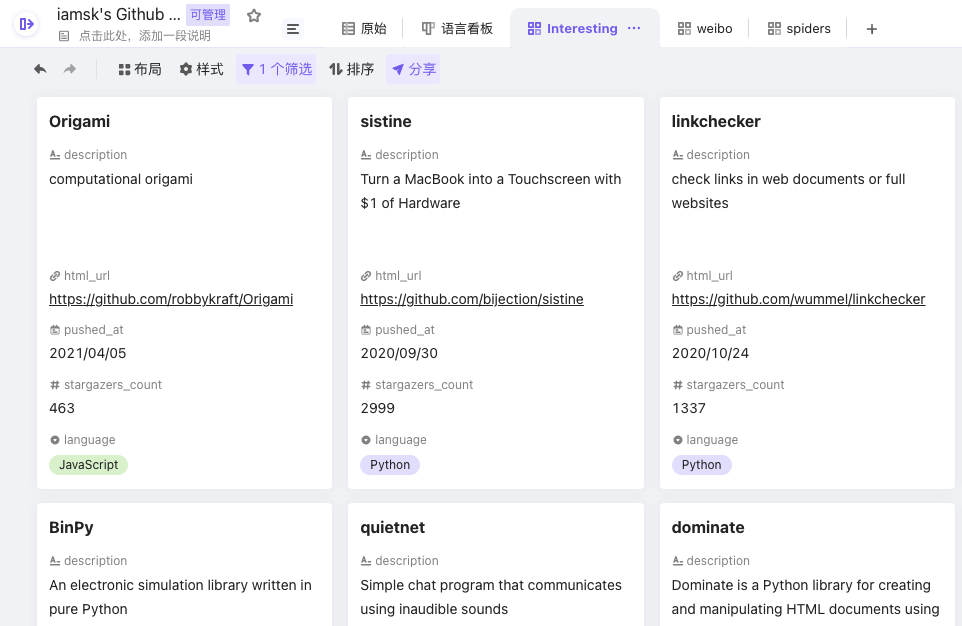 iamsk's Github ... 可管理
点击此处，添加一段说明
原始 语言看板 Interesting ··· weibo spiders +
布局 样式 1 个筛选 排序 分享
Origami
description
computational origami
html_url
https://github.com/robbykraft/Origami
pushed_at
2021/04/05
stargazers_count
463
language
JavaScript
sistine
description
Turn a MacBook into a Touchscreen with
$1 of Hardware
html_url
https://github.com/bijection/sistine
pushed_at
2020/09/30
stargazers_count
2999
language
Python
linkchecker
description
check links in web documents or full
websites
html_url
https://github.com/wummel/linkchecker
pushed_at
2020/10/24
stargazers_count
1337
language
Python
BinPy
description
An electronic simulation library written in
pure Python
quietnet
description
Simple chat program that communicates
using inaudible sounds
dominate
description
Dominate is a Python library for creating
and manipulating HTML documents using